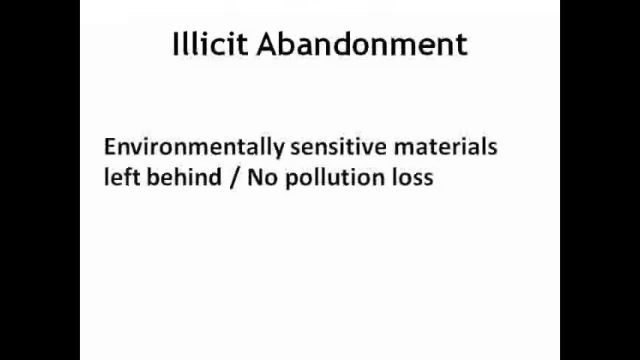 Illicit Abandonment
Environmentally sensitive materials
left behind / No pollution loss